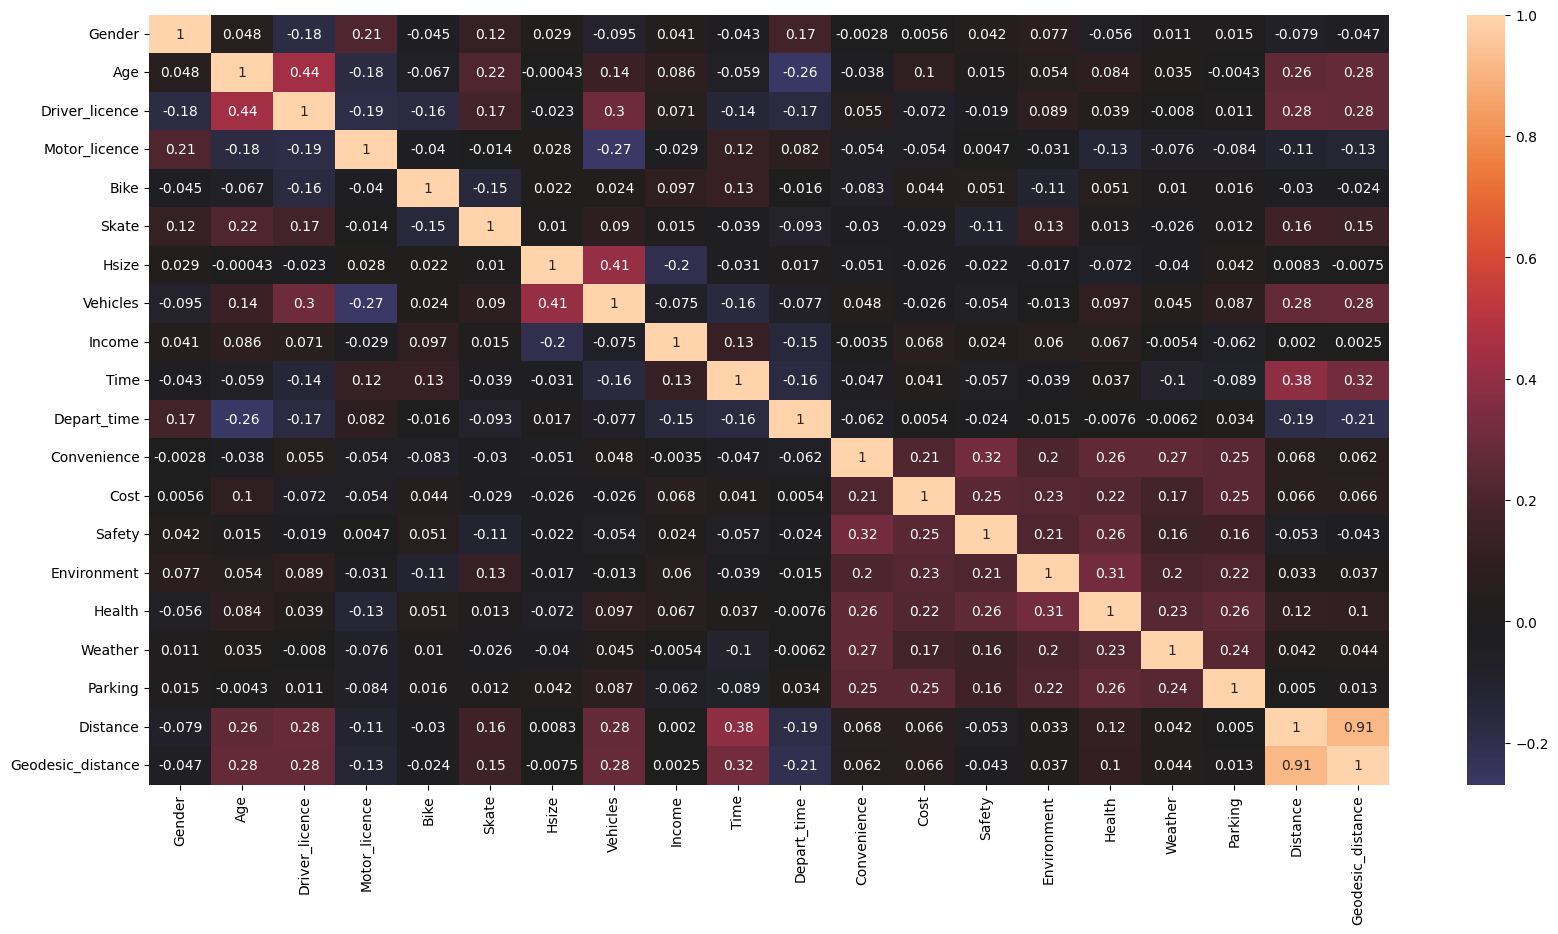 Gender 1 0.048 -0.18 0.21 -0.045 0.12 0.029 -0.095 0.041 -0.043 0.17 -0.0028 0.0056 0.042 0.077 -0.056 0.011 0.015 -0.079 -0.047
Age 0.048 1 0.44 -0.18 -0.067 0.22 -0.00043 0.14 0.086 -0.059 -0.26 -0.038 0.1 0.015 0.054 0.084 0.035 -0.0043 0.26 0.28
Driver_licence -0.18 0.44 1 -0.19 -0.16 0.17 -0.023 0.3 0.071 -0.14 -0.17 0.055 -0.072 -0.019 0.089 0.039 -0.008 0.011 0.28 0.28
Motor_licence 0.21 -0.18 -0.19 1 -0.04 -0.014 0.028 -0.27 -0.029 0.12 0.082 -0.054 -0.054 0.0047 -0.031 -0.13 -0.076 -0.084 -0.11 -0.13
Bike -0.045 -0.067 -0.16 -0.04 1 -0.15 0.022 0.024 0.097 0.13 -0.016 -0.083 0.044 0.051 -0.11 0.051 0.01 0.016 -0.03 -0.024
Skate 0.12 0.22 0.17 -0.014 -0.15 1 0.01 0.09 0.015 -0.039 -0.093 -0.03 -0.029 -0.11 0.13 0.013 -0.026 0.012 0.16 0.15
Hsize 0.029 -0.00043 -0.023 0.028 0.022 0.01 1 0.41 -0.2 -0.031 0.017 -0.051 -0.026 -0.022 -0.017 -0.072 -0.04 0.042 0.0083 -0.0075
Vehicles -0.095 0.14 0.3 -0.27 0.024 0.09 0.41 1 -0.075 -0.16 -0.077 0.048 -0.026 -0.054 -0.013 0.097 0.045 0.087 0.28 0.28
Income 0.041 0.086 0.071 -0.029 0.097 0.015 -0.2 -0.075 1 0.13 -0.15 -0.0035 0.068 0.024 0.06 0.067 -0.0054 -0.062 0.002 0.0025
Time -0.043 -0.059 -0.14 0.12 0.13 -0.039 -0.031 -0.16 0.13 1 -0.16 -0.047 0.041 -0.057 -0.039 0.037 -0.1 -0.089 0.38 0.32
Depart_time 0.17 -0.26 -0.17 0.082 -0.016 -0.093 0.017 -0.077 -0.15 -0.16 1 -0.062 0.0054 -0.024 -0.015 -0.0076 -0.0062 0.034 -0.19 -0.21
Convenience -0.0028 -0.038 0.055 -0.054 -0.083 -0.03 -0.051 0.048 -0.0035 -0.047 -0.062 1 0.21 0.32 0.2 0.26 0.27 0.25 0.068 0.062
Cost 0.0056 0.1 -0.072 -0.054 0.044 -0.029 -0.026 -0.026 0.068 0.041 0.0054 0.21 1 0.25 0.23 0.22 0.17 0.25 0.066 0.066
Safety 0.042 0.015 -0.019 0.0047 0.051 -0.11 -0.022 -0.054 0.024 -0.057 -0.024 0.32 0.25 1 0.21 0.26 0.16 0.16 -0.053 -0.043
Environment 0.077 0.054 0.089 -0.031 -0.11 0.13 -0.017 -0.013 0.06 -0.039 -0.015 0.2 0.23 0.21 1 0.31 0.2 0.22 0.033 0.037
Health -0.056 0.084 0.039 -0.13 0.051 0.013 -0.072 0.097 0.067 0.037 -0.0076 0.26 0.22 0.26 0.31 1 0.23 0.26 0.12 0.1
Weather 0.011 0.035 -0.008 -0.076 0.01 -0.026 -0.04 0.045 -0.0054 -0.1 -0.0062 0.27 0.17 0.16 0.2 0.23 1 0.24 0.042 0.044
Parking 0.015 -0.0043 0.011 -0.084 0.016 0.012 0.042 0.087 -0.062 -0.089 0.034 0.25 0.25 0.16 0.22 0.26 0.24 1 0.005 0.013
Distance -0.079 0.26 0.28 -0.11 -0.03 0.16 0.0083 0.28 0.002 0.38 -0.19 0.068 0.066 -0.053 0.033 0.12 0.042 0.005 1 0.91
Geodesic_distance -0.047 0.28 0.28 -0.13 -0.024 0.15 -0.0075 0.28 0.0025 0.32 -0.21 0.062 0.066 -0.043 0.037 0.1 0.044 0.013 0.91 1
Gender
Age
Driver_licence
Motor_licence
Bike
Skate
Hsize
Vehicles
Income
Time
Depart_time
Convenience
Cost
Safety
Environment
Health
Weather
Parking
Distance
Geodesic_distance
1.0
0.8
0.6
0.4
0.2
0.0
−0.2